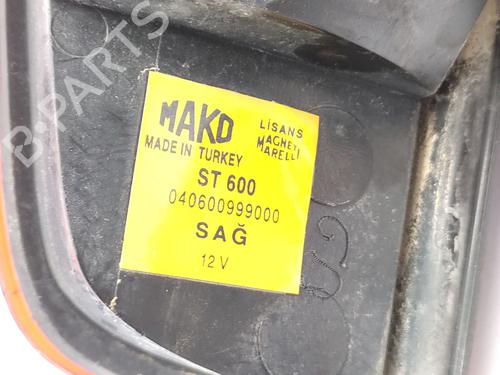 B-PARTS
MAKO
LİSANS
MAGNETI
MARELLI
MADE IN TURKEY
ST 600
040600999000
SAĞ
12 V